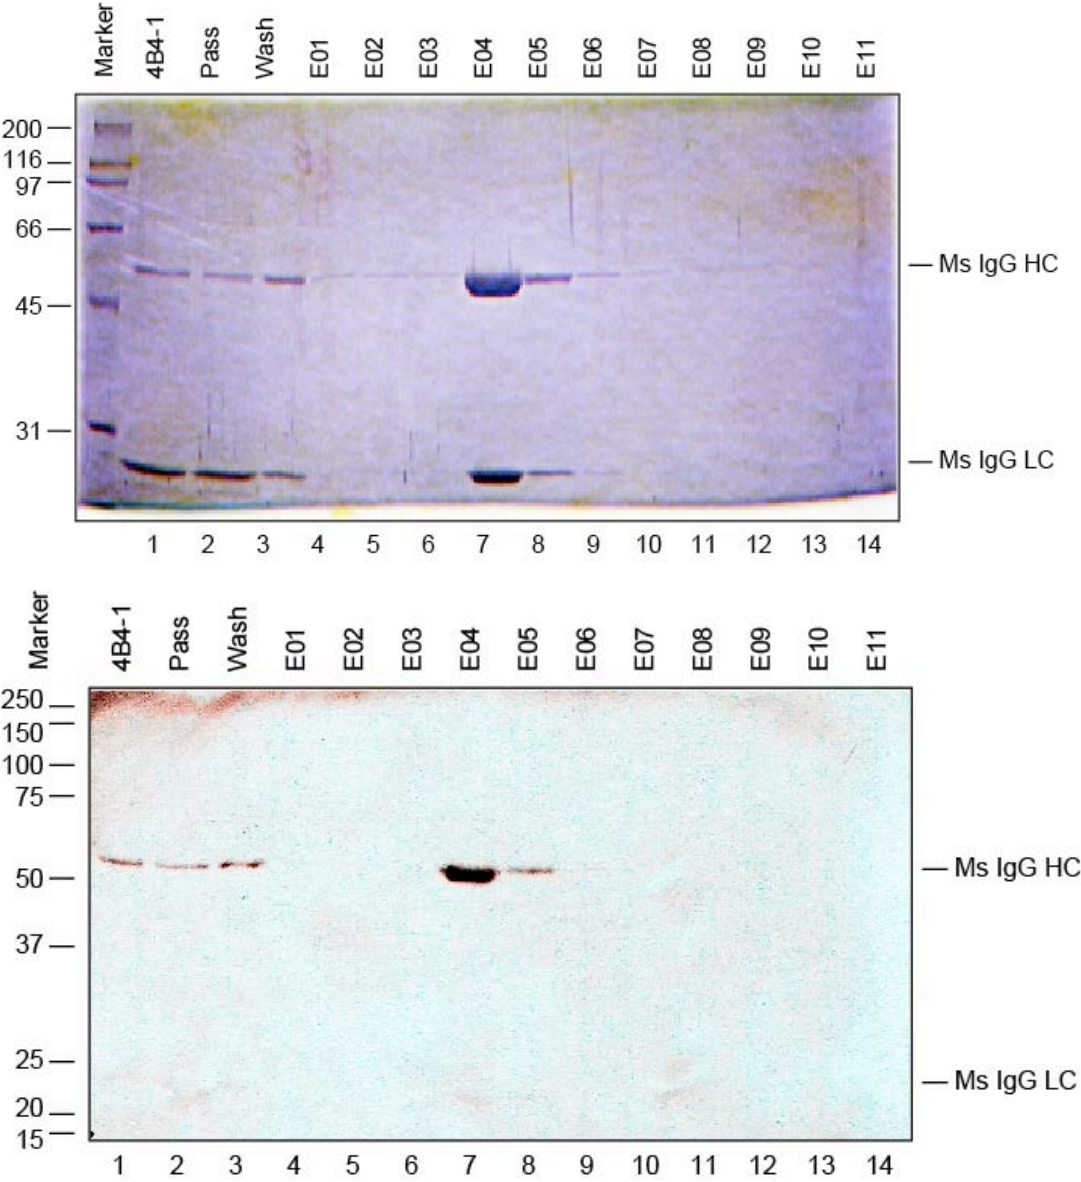 Marker 4B4-1 Pass Wash E01 E02 E03 E04 E05 E06 E07 E08 E09 E10 E11
200
116
97
66
Ms IgG HC
45
31
Ms IgG LC
1 2 3 4 5 6 7 8 9 10 11 12 13 14
Marker 4B4-1 Pass Wash E01 E02 E03 E04 E05 E06 E07 E08 E09 E10 E11
250
150
100
75
50
Ms IgG HC
37
25
Ms IgG LC
20
15
1 2 3 4 5 6 7 8 9 10 11 12 13 14